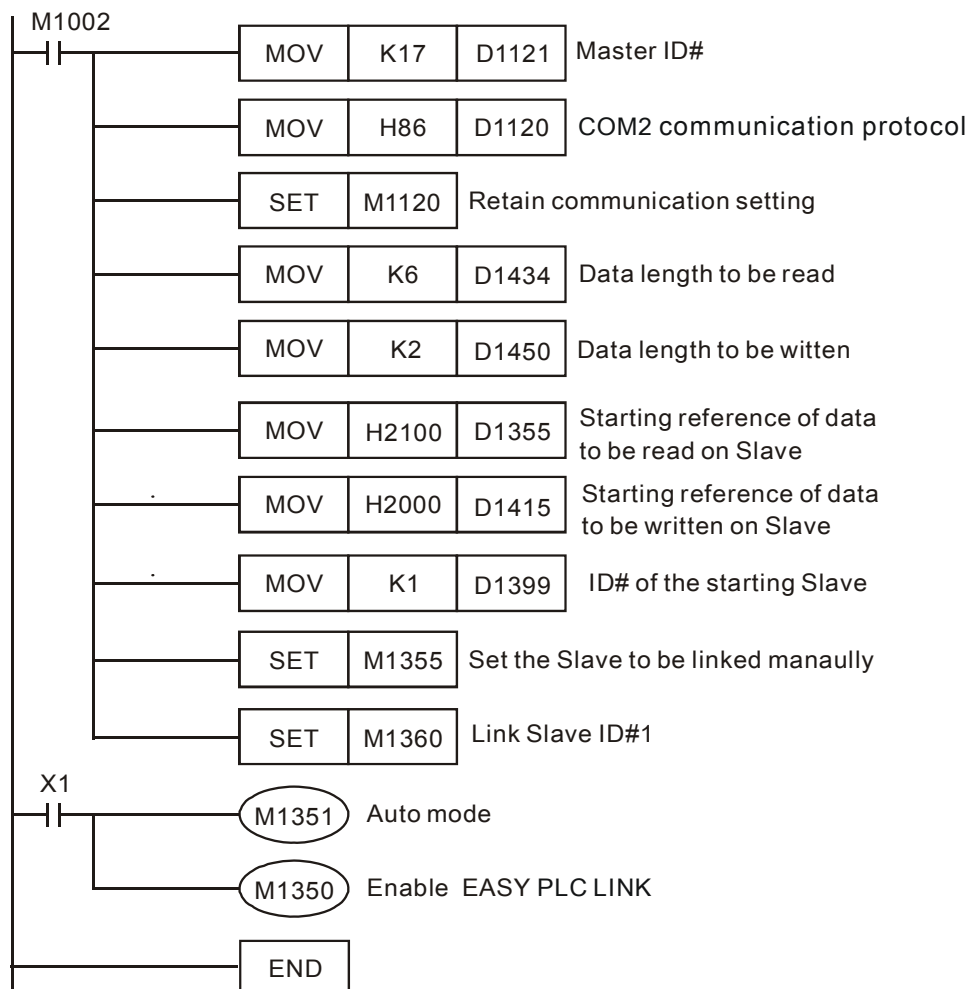 M1002
MOV K17 D1121 Master ID#
MOV H86 D1120 COM2 communication protocol
SET M1120 Retain communication setting
MOV K6 D1434 Data length to be read
MOV K2 D1450 Data length to be witten
MOV H2100 D1355 Starting reference of data
to be read on Slave
MOV H2000 D1415 Starting reference of data
to be written on Slave
MOV K1 D1399 ID# of the starting Slave
SET M1355 Set the Slave to be linked manaully
SET M1360 Link Slave ID#1
X1
M1351 Auto mode
M1350 Enable EASY PLC LINK
END